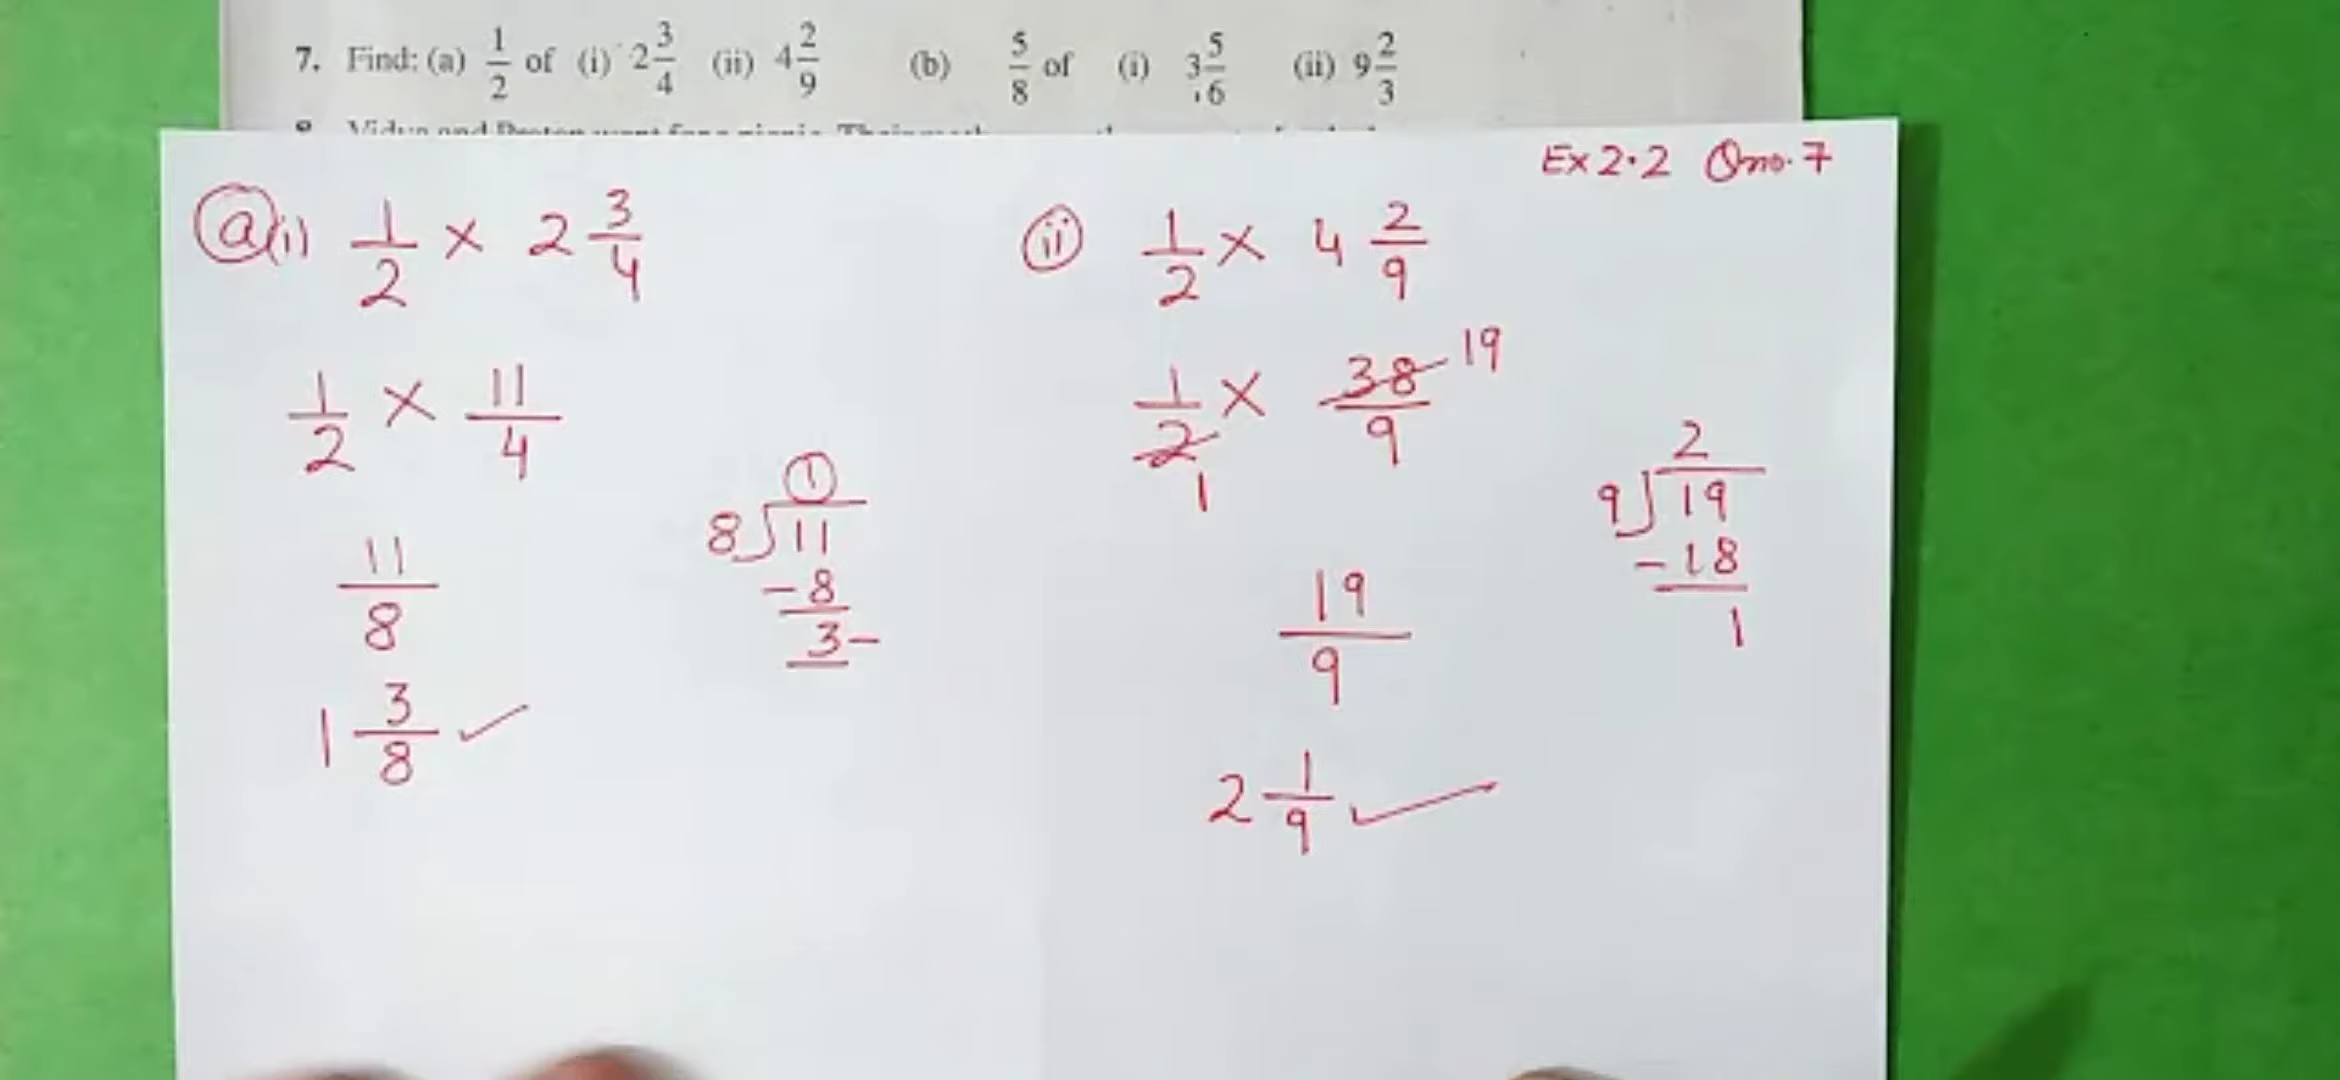 7. Find: (a) 1/2 of (i) 2 3/4 (ii) 4 2/9 (b) 5/8 of (i) 3 5/6 (ii) 9 2/3
Ex 2.2 Qno. 7
a (i) 1/2 × 2 3/4
1/2 × 11/4
11/8
1 3/8 ✓
1
8)11
-8
3-
(ii) 1/2 × 4 2/9
1/2 × 38/9 19
1
19/9
2 1/9 ✓
2
9)19
-18
1